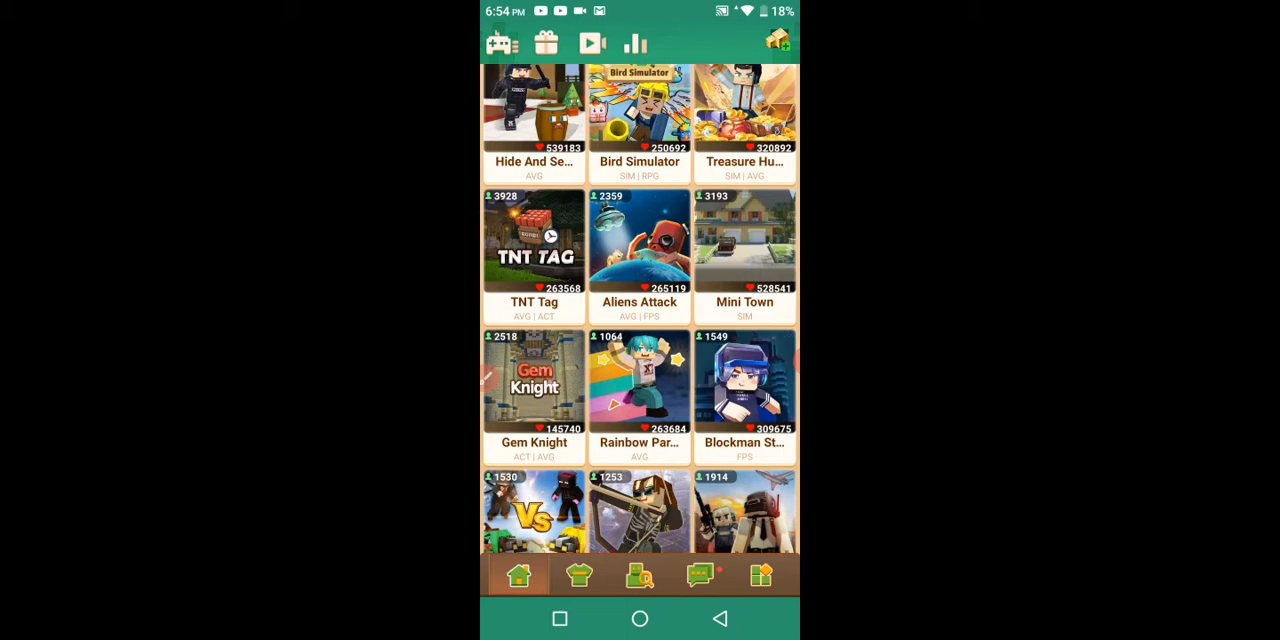 6:54 PM 18%
Bird Simulator
539183 250692 320892
Hide And Se... Bird Simulator Treasure Hu...
AVG SIM | RPG SIM | AVG
3928 2359 3193
TNT TAG
263568 265119 528541
TNT Tag Aliens Attack Mini Town
AVG | ACT AVG | FPS SIM
2518 1064 1549
Gem
Knight
145740 263684 309675
Gem Knight Rainbow Par... Blockman St...
ACT | AVG AVG FPS
1530 1253 1914
Vs